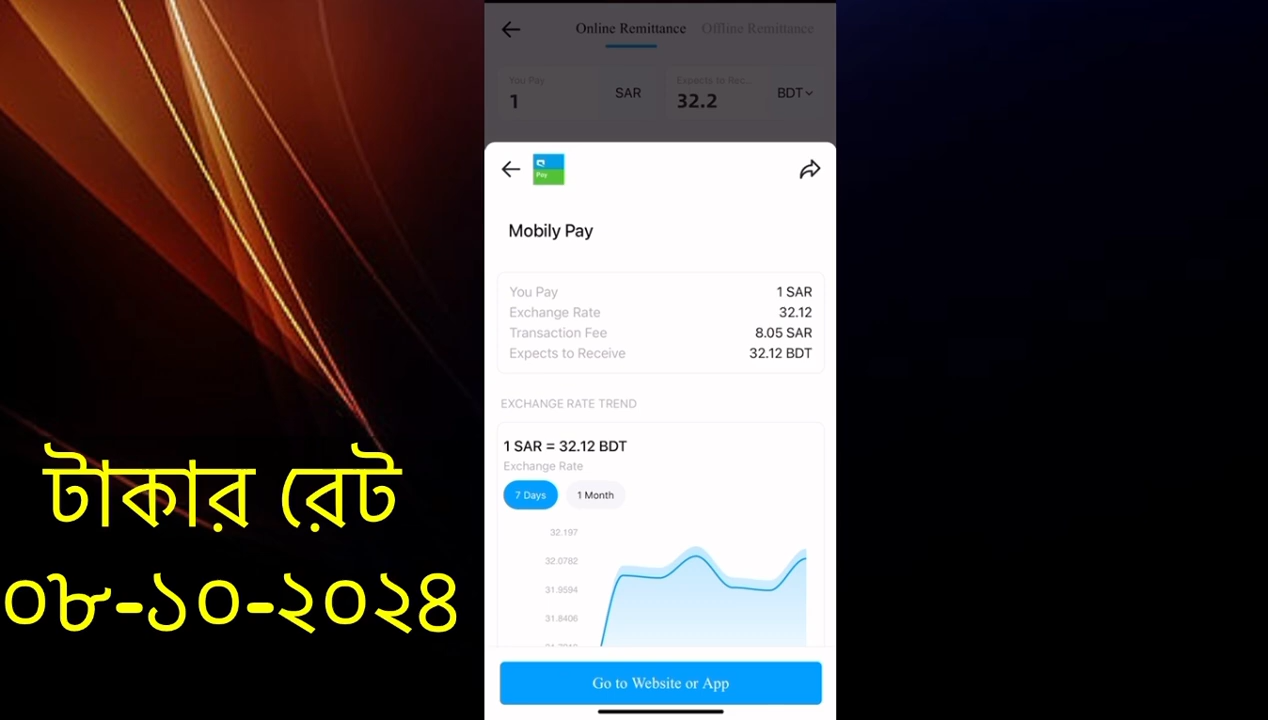 Online Remittance Offline Remittance
You Pay
1
SAR
Expects to Rec...
32.2
BDT
Pay
Mobily Pay
You Pay 1 SAR
Exchange Rate 32.12
Transaction Fee 8.05 SAR
Expects to Receive 32.12 BDT
EXCHANGE RATE TREND
1 SAR = 32.12 BDT
Exchange Rate
7 Days 1 Month
32.197
32.0782
31.9594
31.8406
Go to Website or App
টাকার রেট
০৮-১০-২০২৪